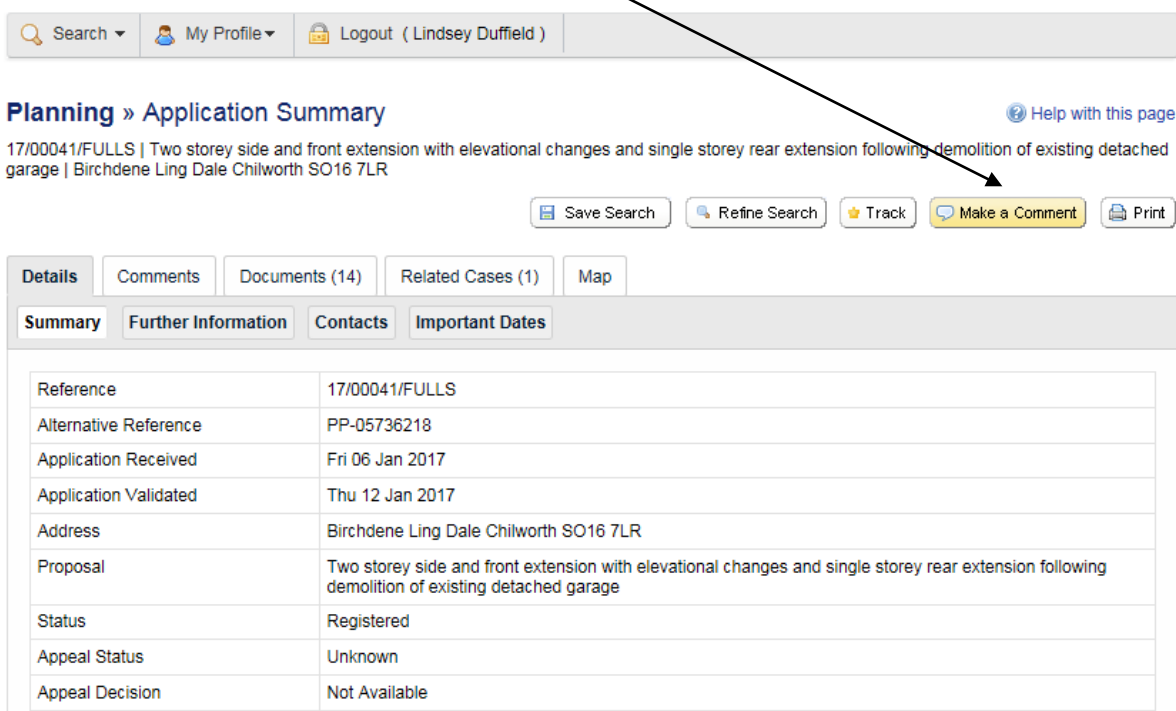 Search My Profile Logout ( Lindsey Duffield )
Planning » Application Summary Help with this page
17/00041/FULLS | Two storey side and front extension with elevational changes and single storey rear extension following demolition of existing detached
garage | Birchdene Ling Dale Chilworth SO16 7LR
Save Search Refine Search Track Make a Comment Print
Details Comments Documents (14) Related Cases (1) Map
Summary Further Information Contacts Important Dates
Reference 17/00041/FULLS
Alternative Reference PP-05736218
Application Received Fri 06 Jan 2017
Application Validated Thu 12 Jan 2017
Address Birchdene Ling Dale Chilworth SO16 7LR
Proposal Two storey side and front extension with elevational changes and single storey rear extension following
demolition of existing detached garage
Status Registered
Appeal Status Unknown
Appeal Decision Not Available